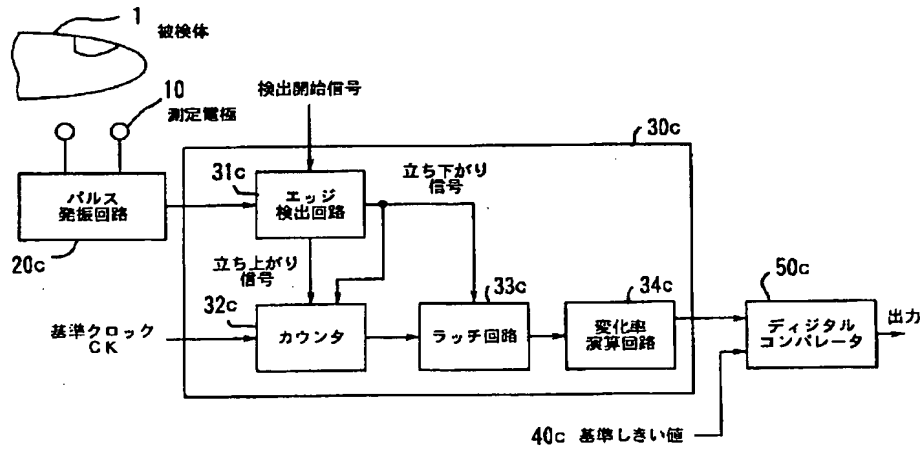 1
被検体
10
測定電極
検出開始信号
30c
31c
エッジ
検出回路
立ち下がり
信号
パルス
発振回路
20c
立ち上がり
信号
32c
カウンタ
33c
ラッチ回路
34c
変化率
演算回路
50c
ディジタル
コンパレータ
出力
基準クロック
CK
40c 基準しきい値